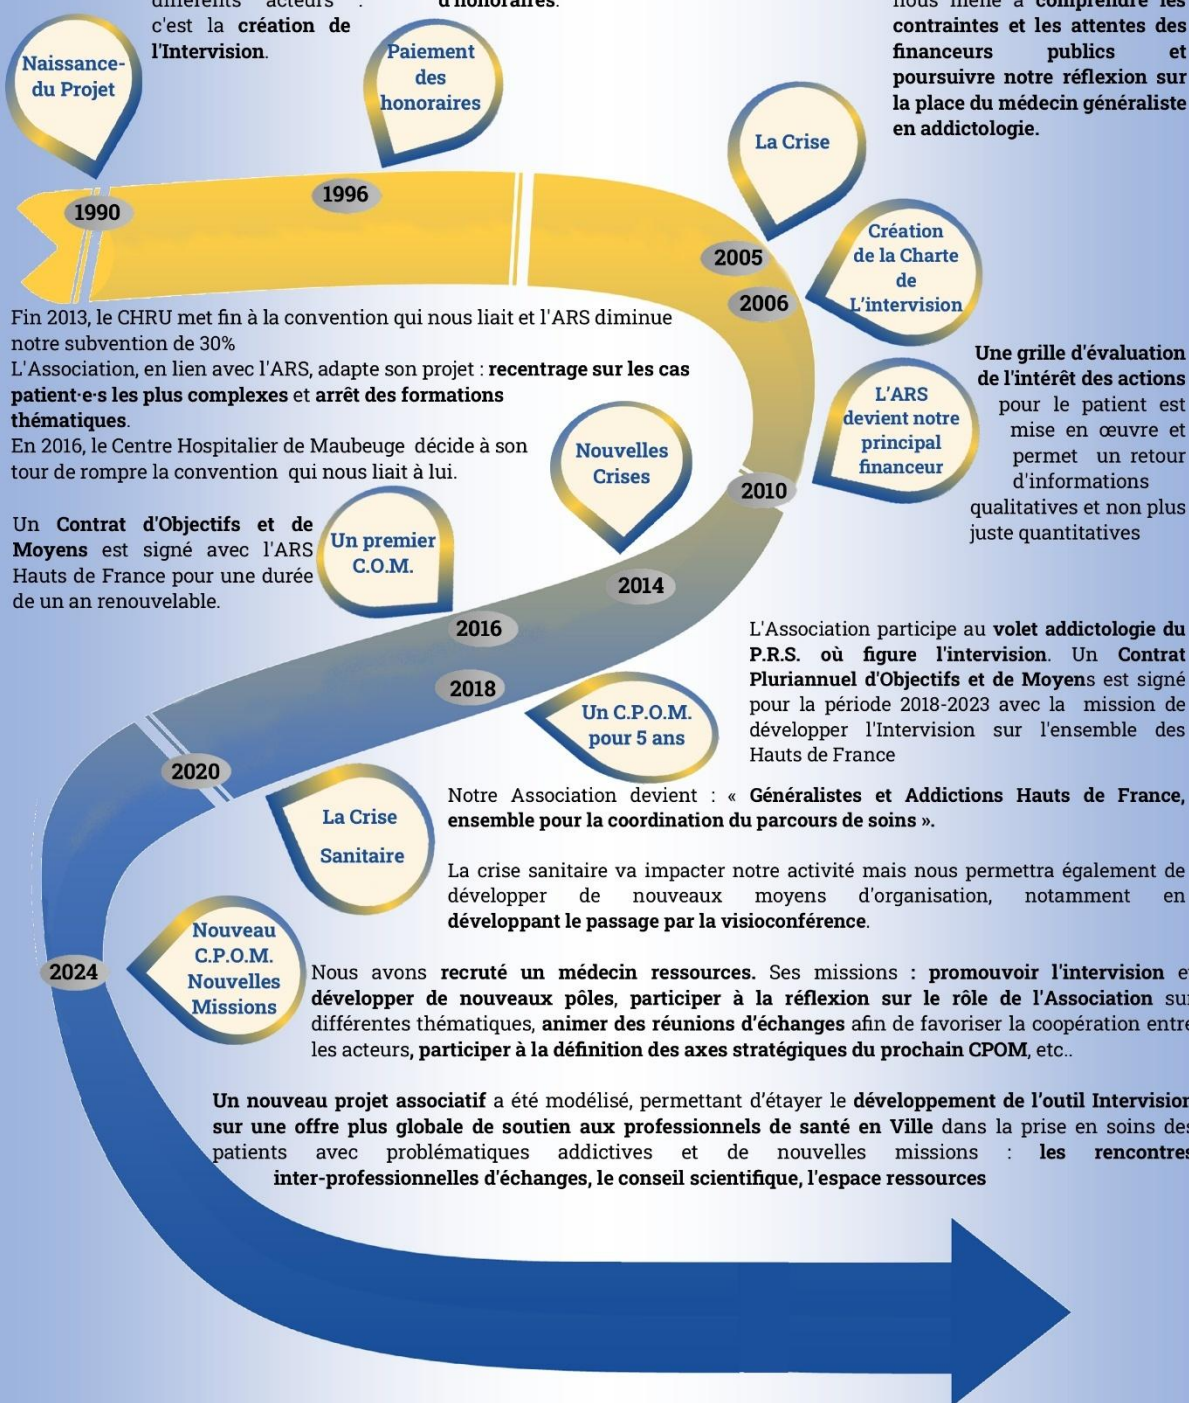 différents acteurs :
c'est la création de
l'Intervision.
d'honoraires.
nous mène à comprendre les
contraintes et les attentes des
financeurs publics et
poursuivre notre réflexion sur
la place du médecin généraliste
en addictologie.
Naissance-
du Projet
Paiement
des
honoraires
La Crise
1990
1996
2005
2006
Création
de la Charte
de
L'intervision
Fin 2013, le CHRU met fin à la convention qui nous liait et l'ARS diminue
notre subvention de 30%
L'Association, en lien avec l'ARS, adapte son projet : recentrage sur les cas
patient·e·s les plus complexes et arrêt des formations
thématiques.
En 2016, le Centre Hospitalier de Maubeuge décide à son
tour de rompre la convention qui nous liait à lui.
L'ARS
devient notre
principal
financeur
Une grille d'évaluation
de l'intérêt des actions
pour le patient est
mise en œuvre et
permet un retour
d'informations
qualitatives et non plus
juste quantitatives
Nouvelles
Crises
2010
Un Contrat d'Objectifs et de
Moyens est signé avec l'ARS
Hauts de France pour une durée
de un an renouvelable.
Un premier
C.O.M.
2014
2016
2018
Un C.P.O.M.
pour 5 ans
L'Association participe au volet addictologie du
P.R.S. où figure l'intervision. Un Contrat
Pluriannuel d'Objectifs et de Moyens est signé
pour la période 2018-2023 avec la mission de
développer l'Intervision sur l'ensemble des
Hauts de France
2020
La Crise
Sanitaire
Notre Association devient : « Généralistes et Addictions Hauts de France,
ensemble pour la coordination du parcours de soins ».
La crise sanitaire va impacter notre activité mais nous permettra également de
développer de nouveaux moyens d'organisation, notamment en
développant le passage par la visioconférence.
Nouveau
C.P.O.M.
Nouvelles
Missions
2024
Nous avons recruté un médecin ressources. Ses missions : promouvoir l'intervision e
développer de nouveaux pôles, participer à la réflexion sur le rôle de l'Association sur
différentes thématiques, animer des réunions d'échanges afin de favoriser la coopération entre
les acteurs, participer à la définition des axes stratégiques du prochain CPOM, etc..
Un nouveau projet associatif a été modélisé, permettant d'étayer le développement de l'outil Intervision
sur une offre plus globale de soutien aux professionnels de santé en Ville dans la prise en soins des
patients avec problématiques addictives et de nouvelles missions : les rencontres
inter-professionnelles d'échanges, le conseil scientifique, l'espace ressources